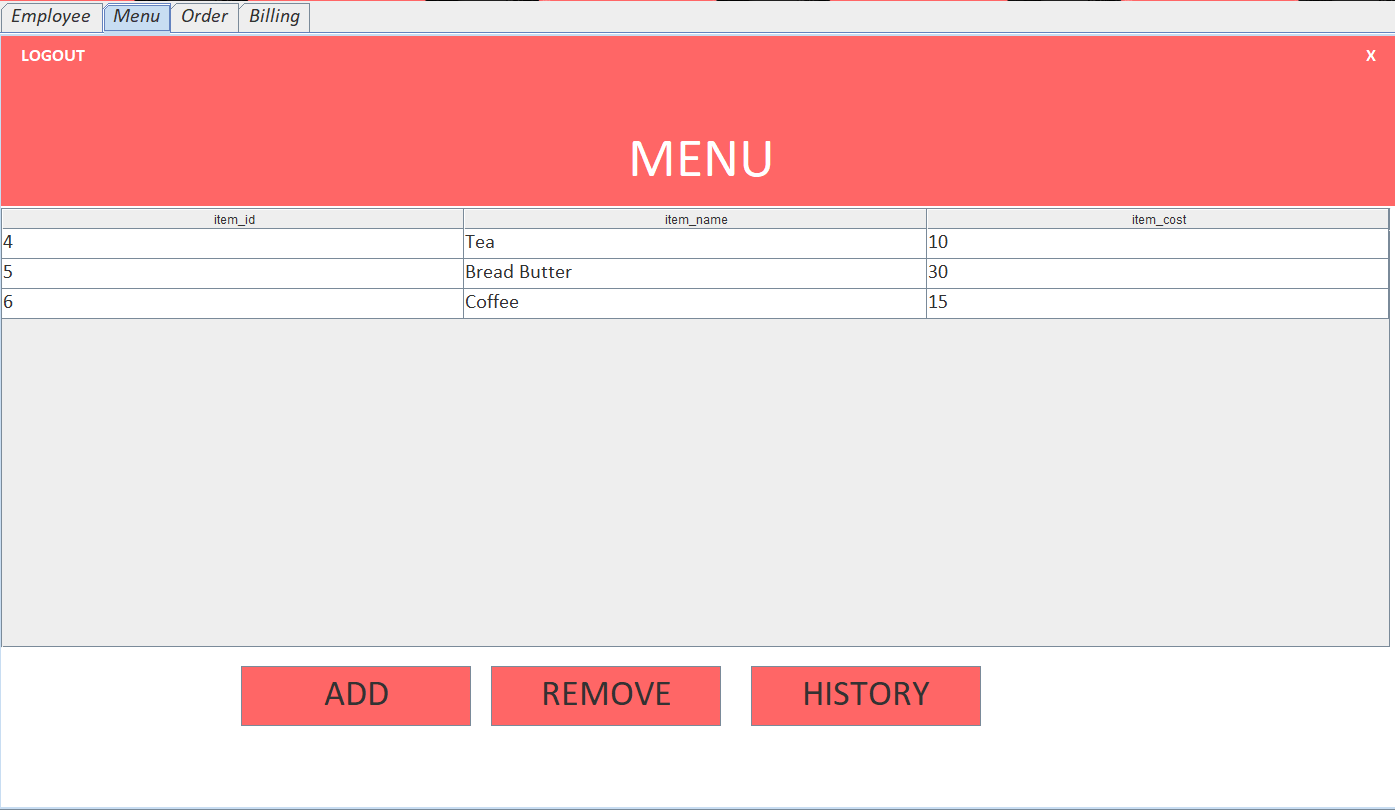 Employee Menu Order Billing
LOGOUT X
MENU
item_id item_name item_cost
4 Tea 10
5 Bread Butter 30
6 Coffee 15
ADD REMOVE HISTORY